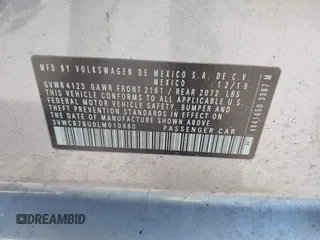 MFD. BY VOLKSWAGEN DE MEXICO S.A. DE C.V.
MEXICO 12/19
GVWR4123 GAWR FRONT 2161 / REAR 2072 LBS
THIS VEHICLE CONFORMS TO ALL APPLICABLE
FEDERAL MOTOR VEHICLE SAFETY, BUMPER AND
THEFT PREVENTION STANDARDS IN EFFECT ON
THE DATE OF MANUFACTURE SHOWN ABOVE.
3VWCB7BU0LM010980 PASSENGER CAR
DREAMBID